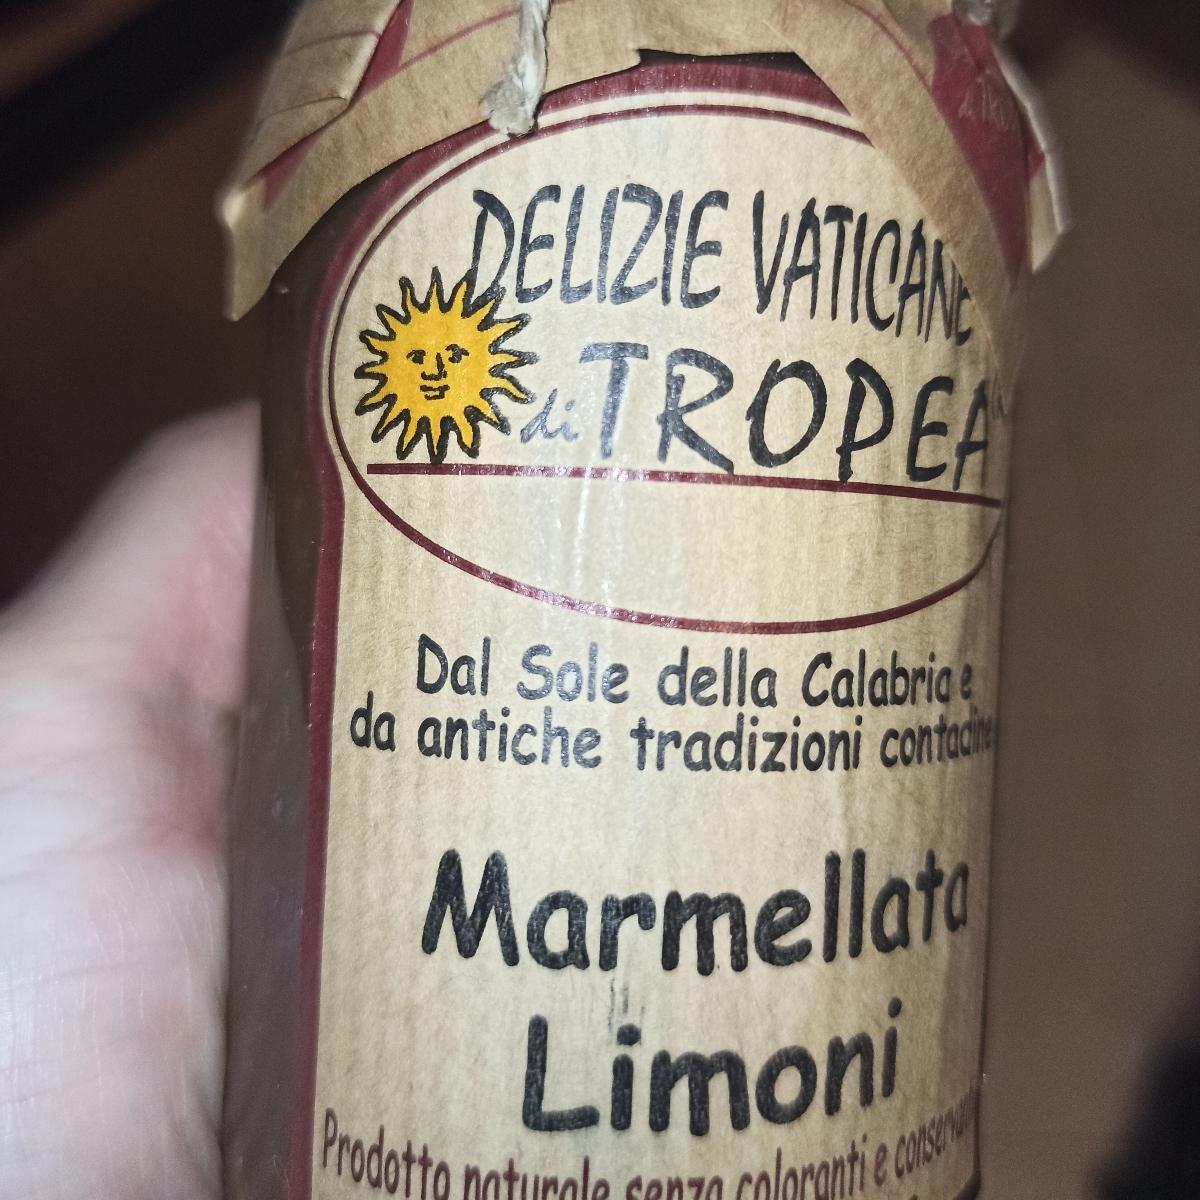 DELIZIE VATICANE
di TROPEA
Dal Sole della Calabria e
da antiche tradizioni contadine
Marmellata
Limoni
Prodotto naturale senza coloranti e